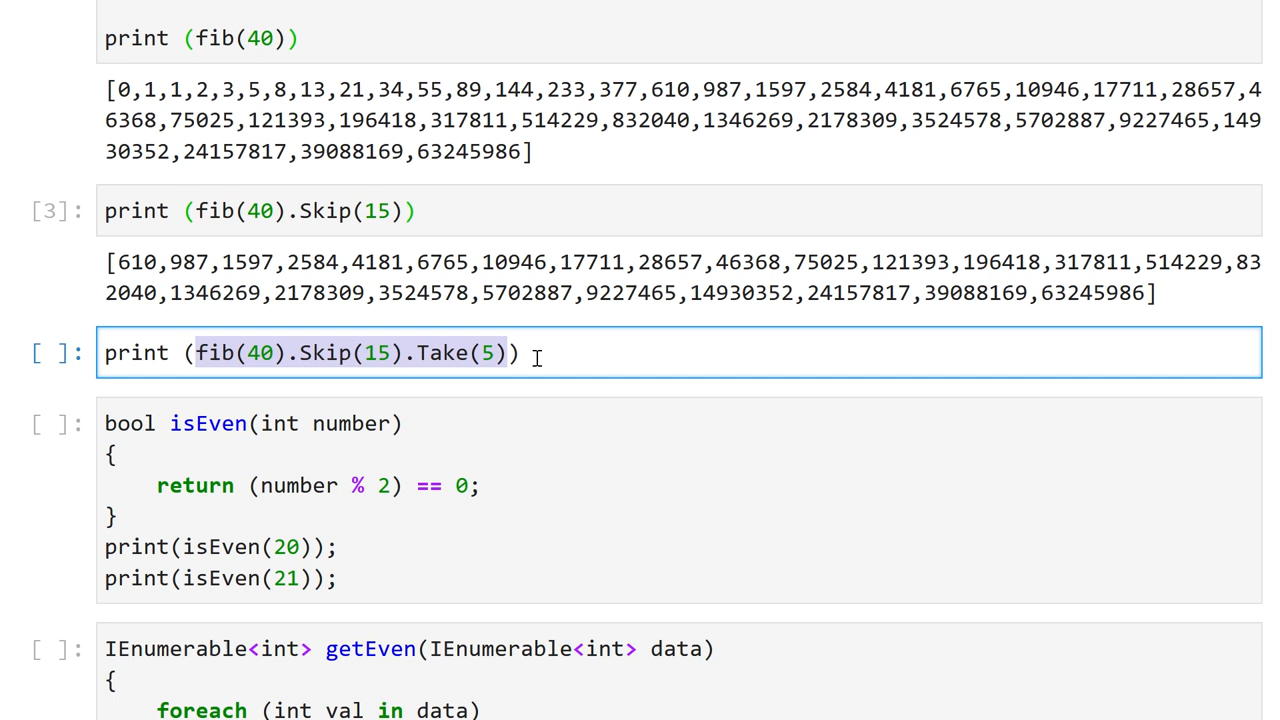 print (fib(40))
[0,1,1,2,3,5,8,13,21,34,55,89,144,233,377,610,987,1597,2584,4181,6765,10946,17711,28657,4
6368,75025,121393,196418,317811,514229,832040,1346269,2178309,3524578,5702887,9227465,149
30352,24157817,39088169,63245986]
[3]: print (fib(40).Skip(15))
[610,987,1597,2584,4181,6765,10946,17711,28657,46368,75025,121393,196418,317811,514229,83
2040,1346269,2178309,3524578,5702887,9227465,14930352,24157817,39088169,63245986]
[ ]: print (fib(40).Skip(15).Take(5))
[ ]: bool isEven(int number)
{
    return (number % 2) == 0;
}
print(isEven(20));
print(isEven(21));
[ ]: IEnumerable<int> getEven(IEnumerable<int> data)
{
    foreach (int val in data)